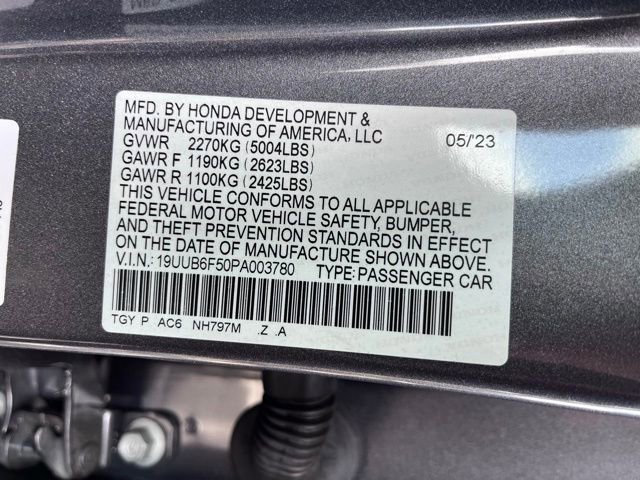 MFD. BY HONDA DEVELOPMENT &
MANUFACTURING OF AMERICA, LLC 05/'23
GVWR 2270KG (5004LBS)
GAWR F 1190KG (2623LBS)
GAWR R 1100KG (2425LBS)
THIS VEHICLE CONFORMS TO ALL APPLICABLE
FEDERAL MOTOR VEHICLE SAFETY, BUMPER,
AND THEFT PREVENTION STANDARDS IN EFFECT
ON THE DATE OF MANUFACTURE SHOWN ABOVE.
V.I.N.: 19UUB6F50PA003780 TYPE: PASSENGER CAR
TGY P AC6 NH797M .Z .A